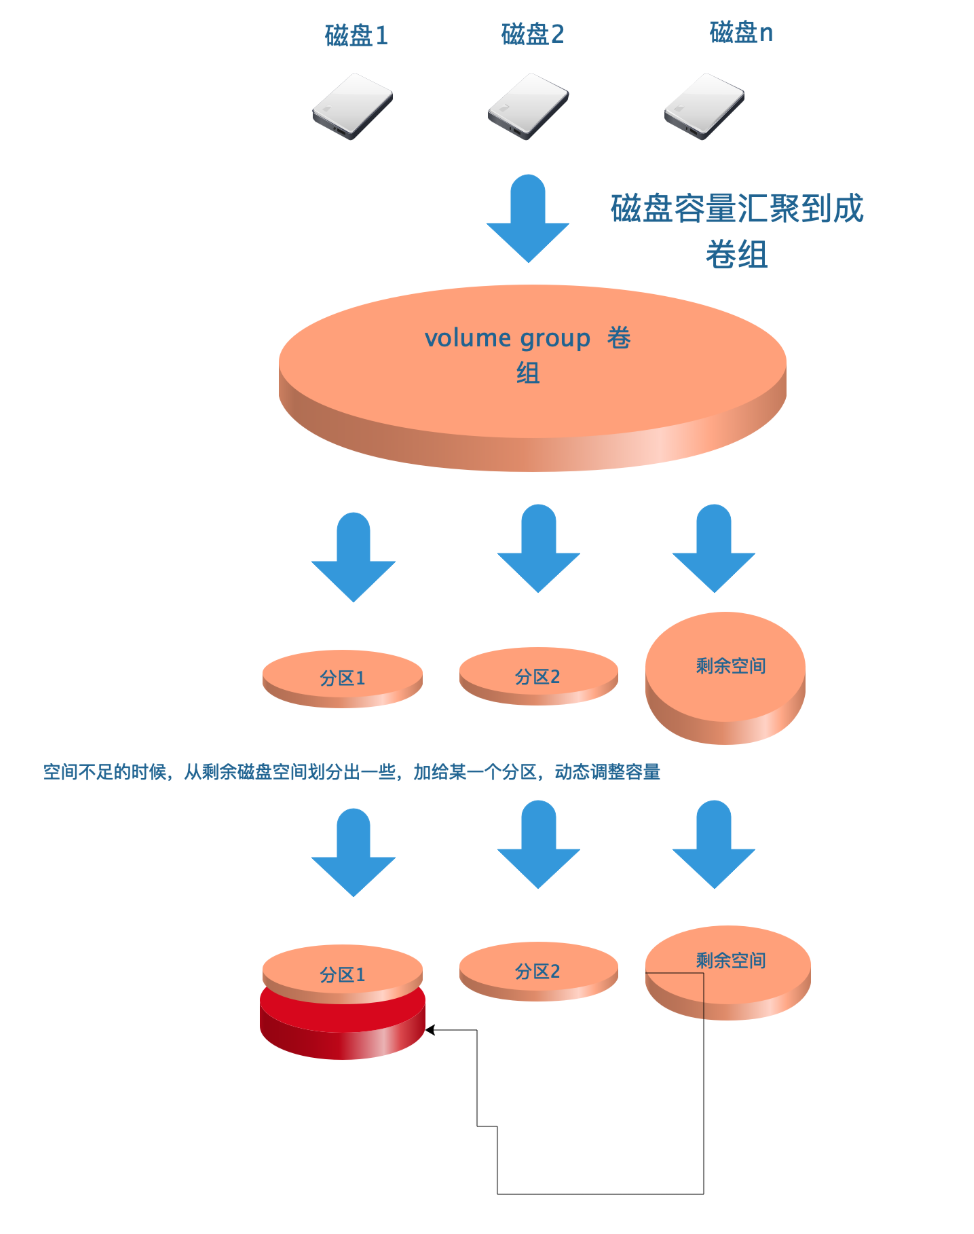 磁盘1
磁盘2
磁盘n
磁盘容量汇聚到成
卷组
volume group 卷
组
分区1
分区2
剩余空间
空间不足的时候，从剩余磁盘空间划分出一些，加给某一个分区，动态调整容量
分区1
分区2
剩余空间